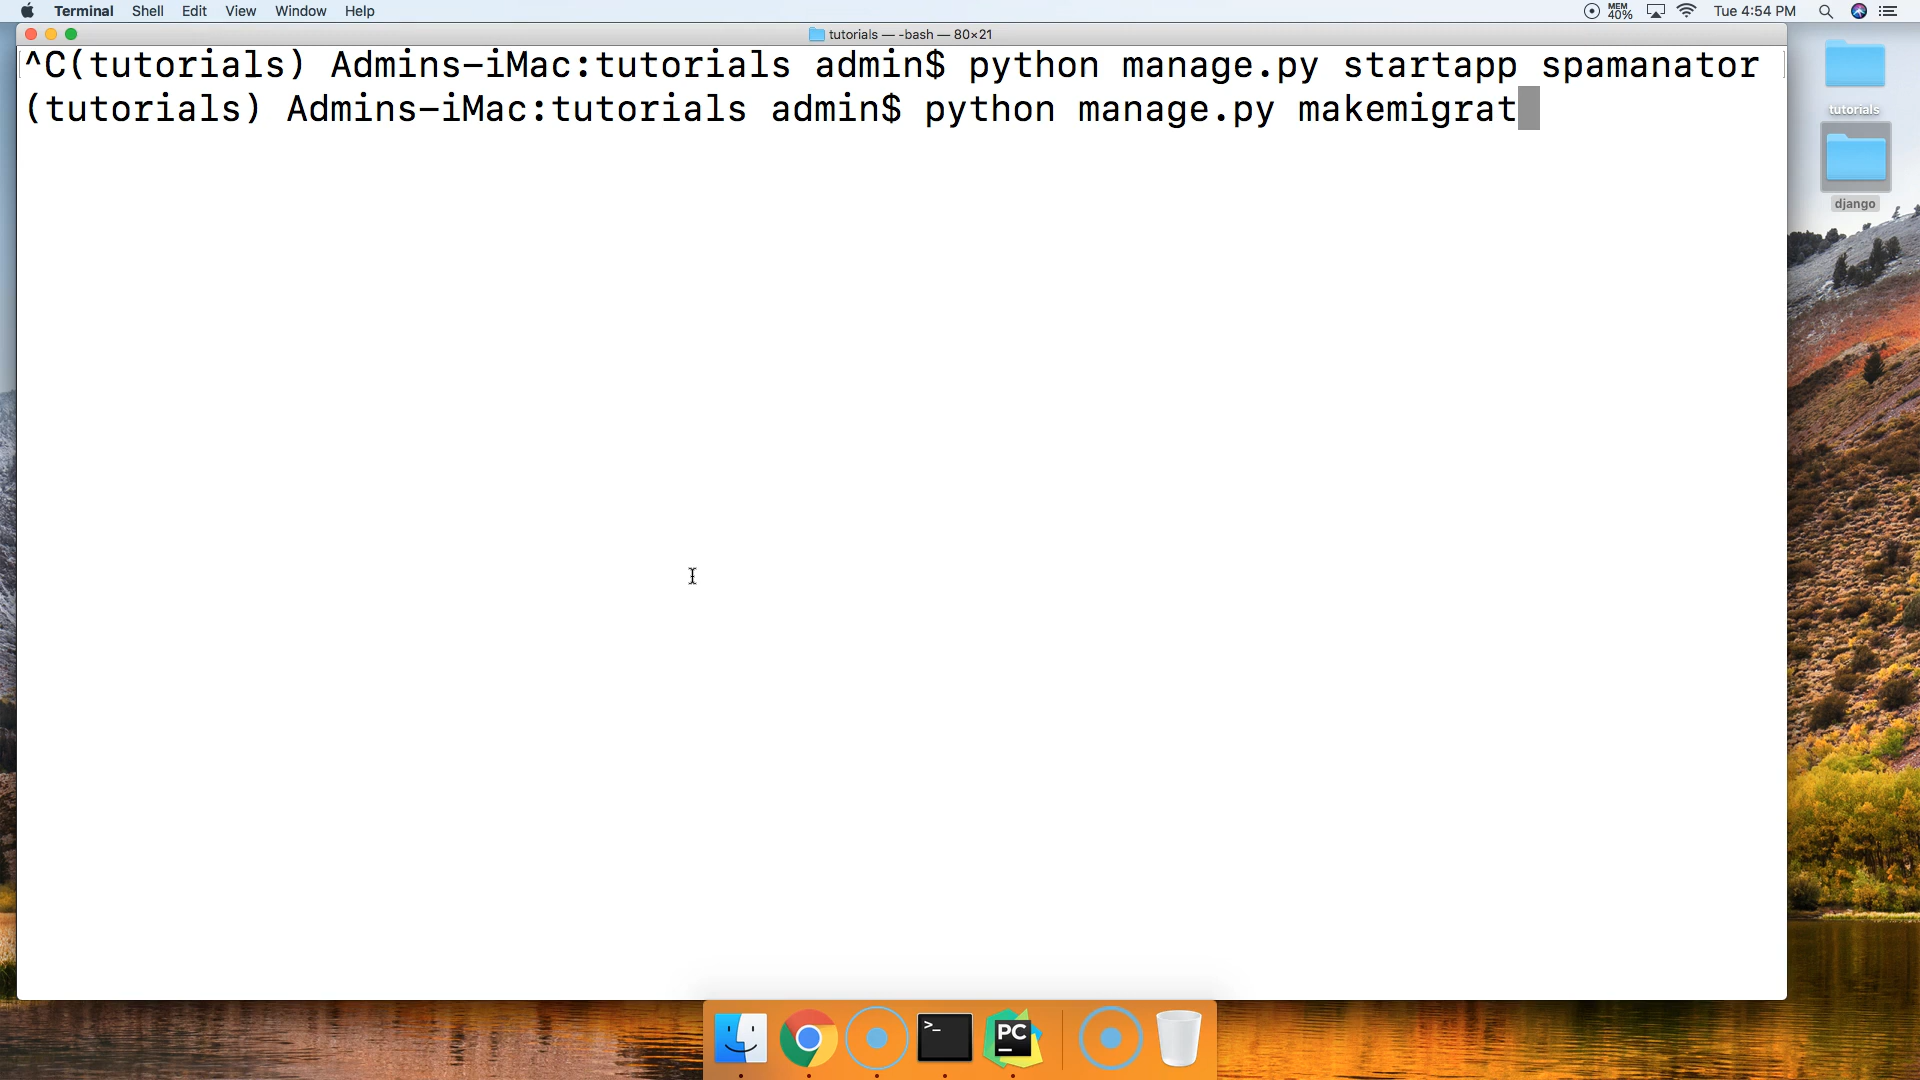 Terminal Shell Edit View Window Help
MEM 40% Tue 4:54 PM
tutorials — -bash — 80×21
^C(tutorials) Admins-iMac:tutorials admin$ python manage.py startapp spamanator
(tutorials) Admins-iMac:tutorials admin$ python manage.py makemigrat
tutorials
django
>_
PC